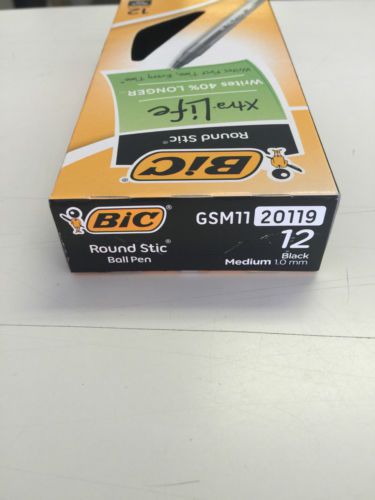 12
Writes First Time, Every Time™
WRITES 40% LONGER
Xtra-Life
Round Stic®
BiC
BiC®
GSM11 20119
Round Stic®
12
Ball Pen
Black
Medium 1.0 mm